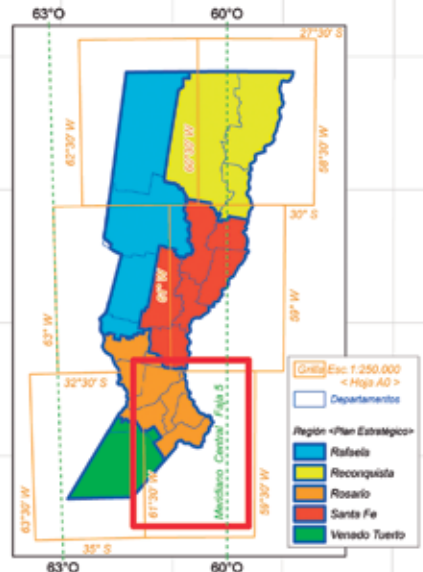 63°O 60°O
27°30' S
62°30' W
60°30' W
58°30' W
30° S
63° W
59° W
32°30' S
Meridiano Central Faja 5
63°30' W
61°30' W
59°30' W
35° S
63°O 60°O
Grilla Esc.1:250.000
< Hoja A0 >
Departamentos
Región <Plan Estratégico>
Rafaela
Reconquista
Rosario
Santa Fe
Venado Tuerto